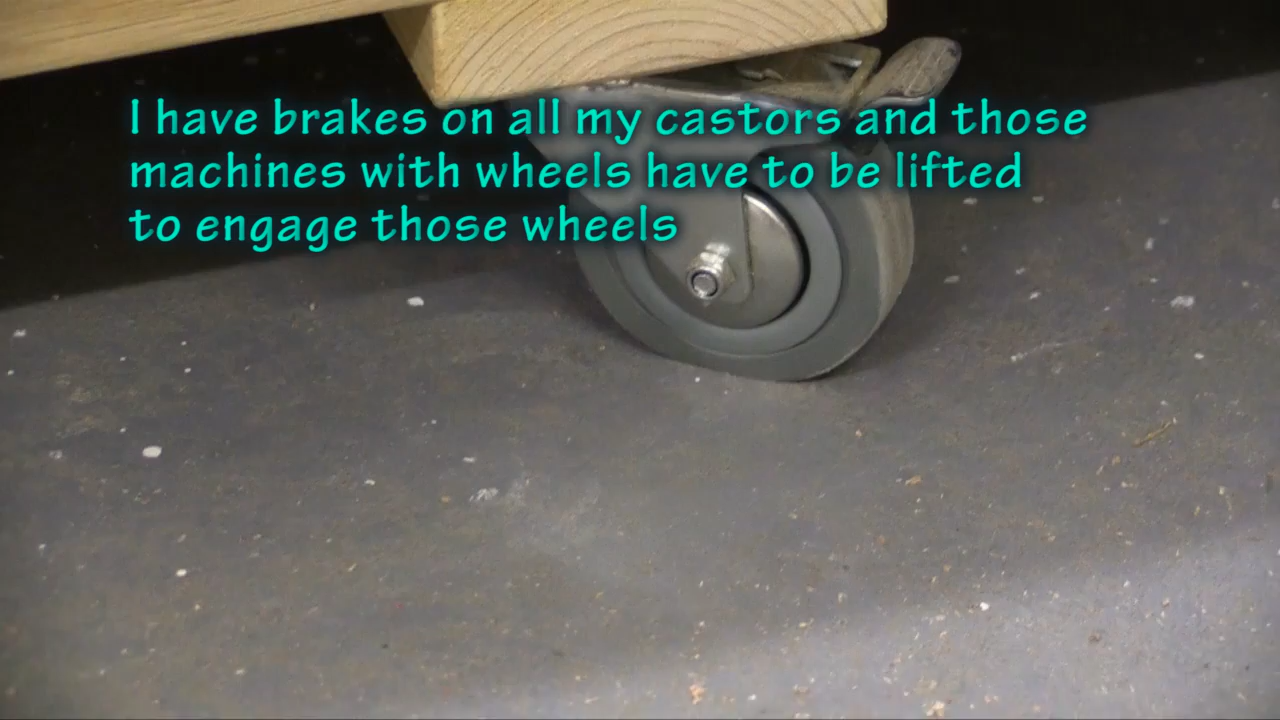 I have brakes on all my castors and those
machines with wheels have to be lifted
to engage those wheels